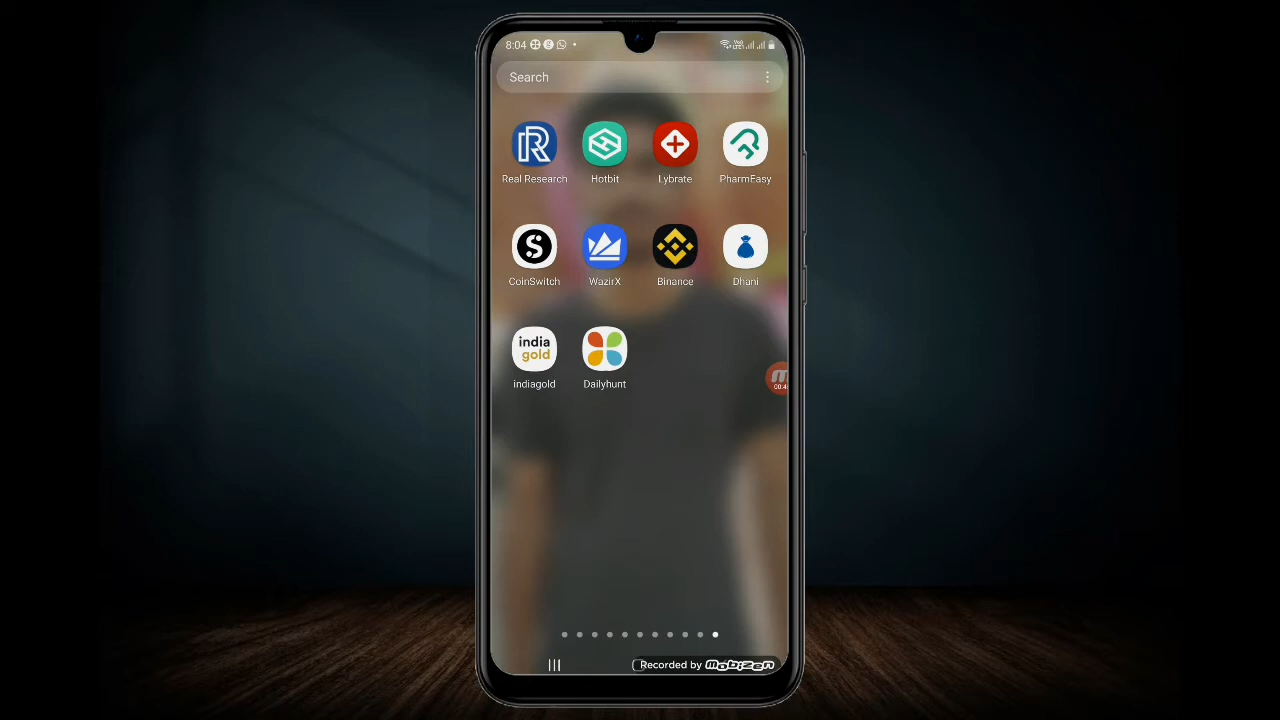 8:04
Search
Real Research
Hotbit
Lybrate
PharmEasy
CoinSwitch
WazirX
Binance
Dhani
india
gold
indiagold
Dailyhunt
Recorded by MOBIZEN